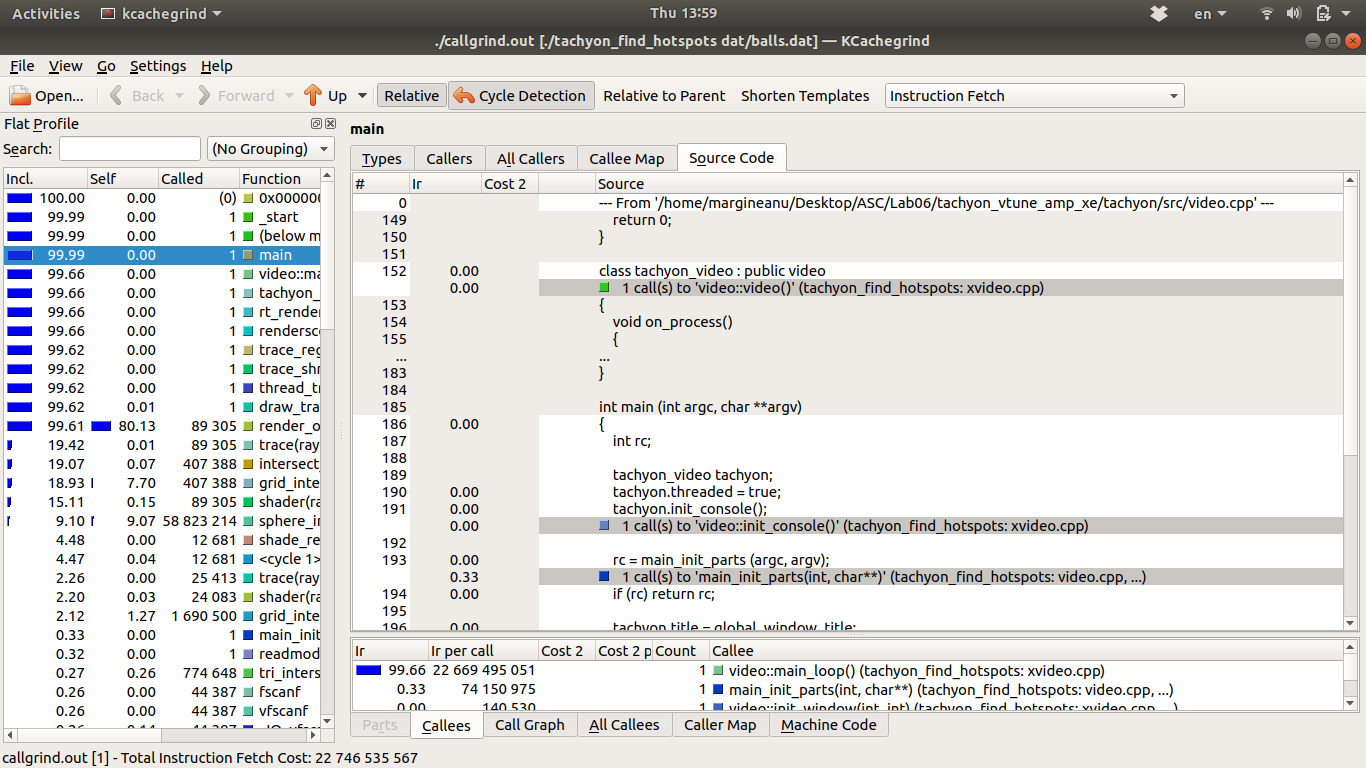 Activities kcachegrind Thu 13:59 en
./callgrind.out [./tachyon_find_hotspots dat/balls.dat] — KCachegrind
File View Go Settings Help
Open... Back Forward Up Relative Cycle Detection Relative to Parent Shorten Templates Instruction Fetch
Flat Profile
Search: (No Grouping)
Incl. Self Called Function
100.00 0.00 (0) 0x000000
99.99 0.00 1 _start
99.99 0.00 1 (below m
99.99 0.00 1 main
99.66 0.00 1 video::ma
99.66 0.00 1 tachyon_
99.66 0.00 1 rt_render
99.66 0.00 1 rendersce
99.62 0.00 1 trace_reg
99.62 0.00 1 trace_shr
99.62 0.00 1 thread_tr
99.62 0.01 1 draw_tra
99.61 80.13 89 305 render_o
19.42 0.01 89 305 trace(ray
19.07 0.07 407 388 intersect_
18.93 7.70 407 388 grid_inte
15.11 0.15 89 305 shader(ra
9.10 9.07 58 823 214 sphere_in
4.48 0.00 12 681 shade_re
4.47 0.04 12 681 <cycle 1>
2.26 0.00 25 413 trace(ray
2.20 0.03 24 083 shader(ra
2.12 1.27 1 690 500 grid_inte
0.33 0.00 1 main_init
0.32 0.00 1 readmod
0.27 0.26 774 648 tri_inters
0.26 0.00 44 387 fscanf
0.26 0.00 44 387 vfscanf
main
Types Callers All Callers Callee Map Source Code
# Ir Cost 2 Source
0 --- From '/home/margineanu/Desktop/ASC/Lab06/tachyon_vtune_amp_xe/tachyon/src/video.cpp' ---
149 return 0;
150 }
151
152 0.00 class tachyon_video : public video
0.00 1 call(s) to 'video::video()' (tachyon_find_hotspots: xvideo.cpp)
153 {
154 void on_process()
155 {
... ...
183 }
184
185 int main (int argc, char **argv)
186 0.00 {
187 int rc;
188
189 tachyon_video tachyon;
190 0.00 tachyon.threaded = true;
191 0.00 tachyon.init_console();
0.00 1 call(s) to 'video::init_console()' (tachyon_find_hotspots: xvideo.cpp)
192
193 0.00 rc = main_init_parts (argc, argv);
0.33 1 call(s) to 'main_init_parts(int, char**)' (tachyon_find_hotspots: video.cpp, ...)
194 0.00 if (rc) return rc;
195
196 0.00 tachyon.title = global_window_title;
Ir Ir per call Cost 2 Cost 2 p Count Callee
99.66 22 669 495 051 1 video::main_loop() (tachyon_find_hotspots: xvideo.cpp)
0.33 74 150 975 1 main_init_parts(int, char**) (tachyon_find_hotspots: video.cpp, ...)
0.00 140 530 1 video::init_window(int, int) (tachyon_find_hotspots: xvideo.cpp, ...)
Parts Callees Call Graph All Callees Caller Map Machine Code
callgrind.out [1] - Total Instruction Fetch Cost: 22 746 535 567